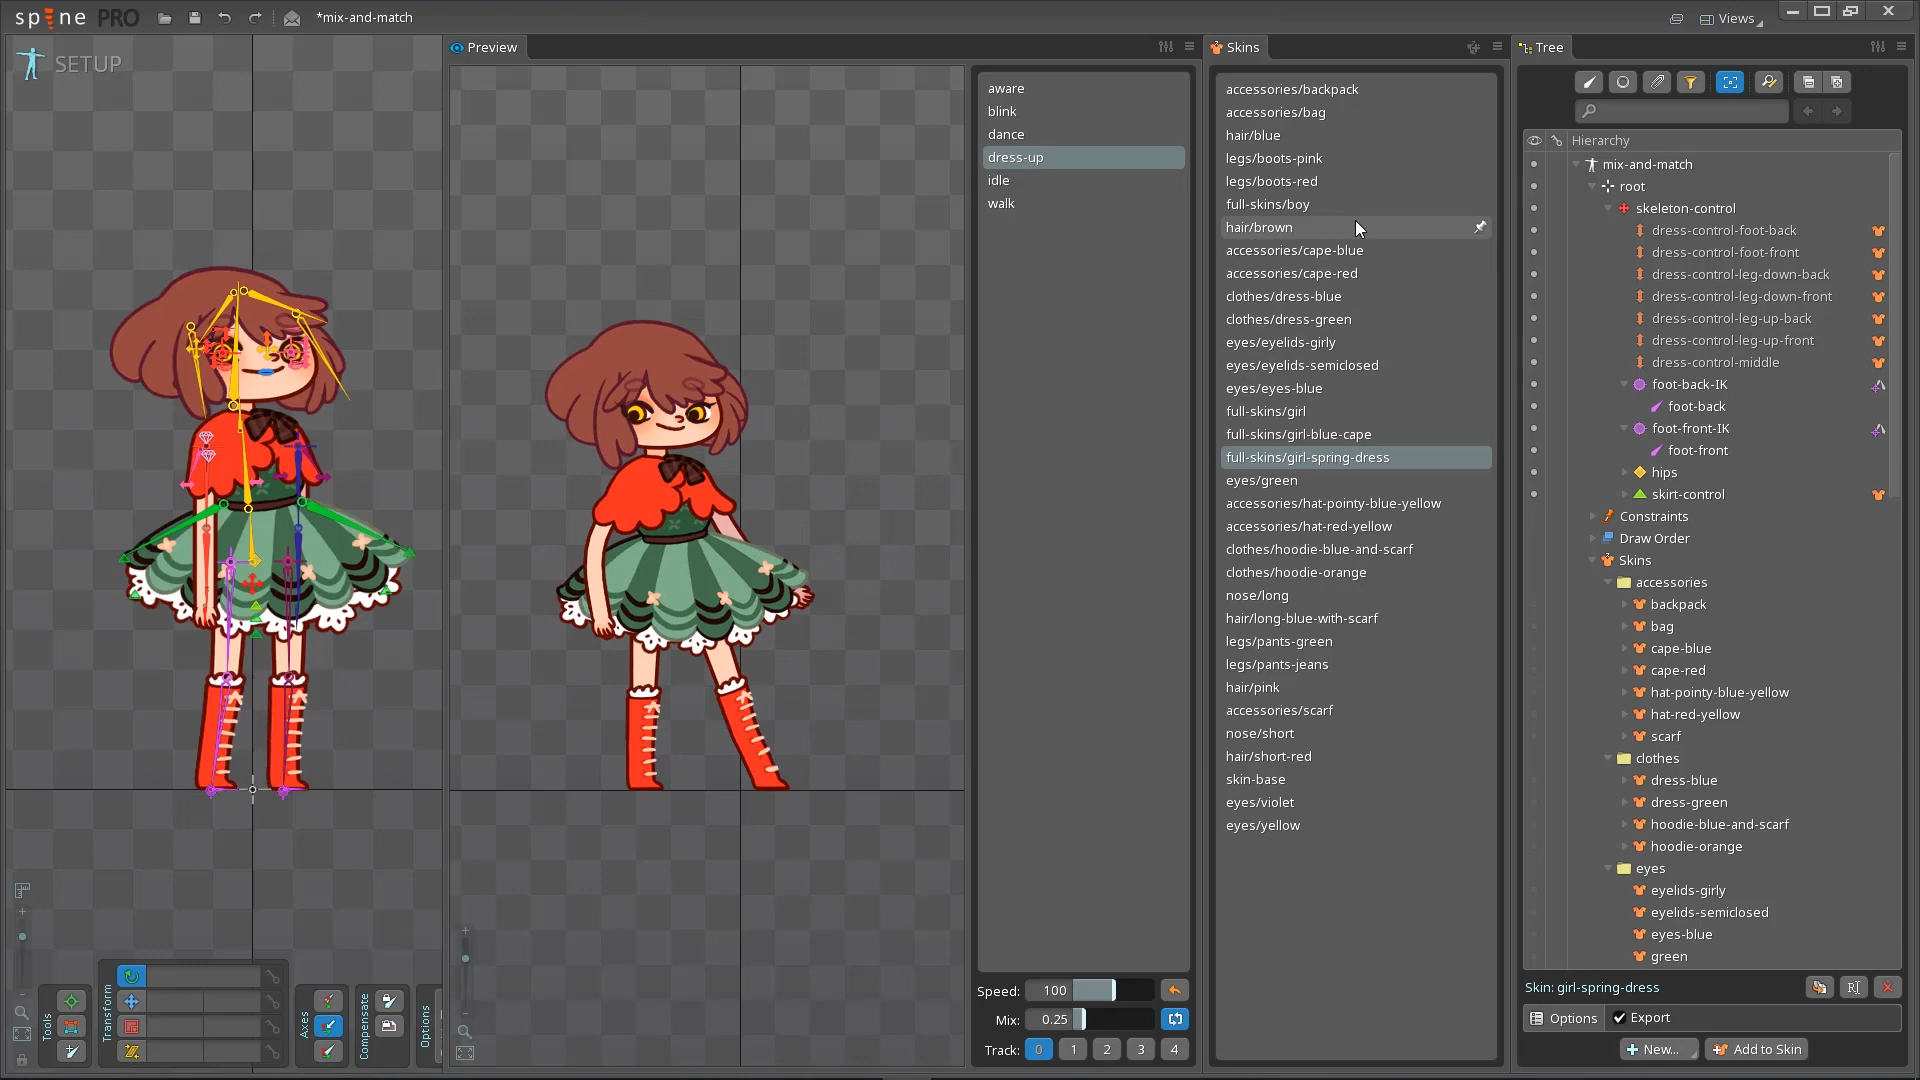 spine PRO
*mix-and-match
Views
SETUP
Preview
aware
blink
dance
dress-up
idle
walk
Speed: 100
Mix: 0.25
Track: 0 1 2 3 4
Skins
accessories/backpack
accessories/bag
hair/blue
legs/boots-pink
legs/boots-red
full-skins/boy
hair/brown
accessories/cape-blue
accessories/cape-red
clothes/dress-blue
clothes/dress-green
eyes/eyelids-girly
eyes/eyelids-semiclosed
eyes/eyes-blue
full-skins/girl
full-skins/girl-blue-cape
full-skins/girl-spring-dress
eyes/green
accessories/hat-pointy-blue-yellow
accessories/hat-red-yellow
clothes/hoodie-blue-and-scarf
clothes/hoodie-orange
nose/long
hair/long-blue-with-scarf
legs/pants-green
legs/pants-jeans
hair/pink
accessories/scarf
nose/short
hair/short-red
skin-base
eyes/violet
eyes/yellow
Tree
Hierarchy
mix-and-match
root
skeleton-control
dress-control-foot-back
dress-control-foot-front
dress-control-leg-down-back
dress-control-leg-down-front
dress-control-leg-up-back
dress-control-leg-up-front
dress-control-middle
foot-back-IK
foot-back
foot-front-IK
foot-front
hips
skirt-control
Constraints
Draw Order
Skins
accessories
backpack
bag
cape-blue
cape-red
hat-pointy-blue-yellow
hat-red-yellow
scarf
clothes
dress-blue
dress-green
hoodie-blue-and-scarf
hoodie-orange
eyes
eyelids-girly
eyelids-semiclosed
eyes-blue
green
Skin: girl-spring-dress
Options
Export
New...
Add to Skin
Tools
Transform
Axes
Compensate
Options